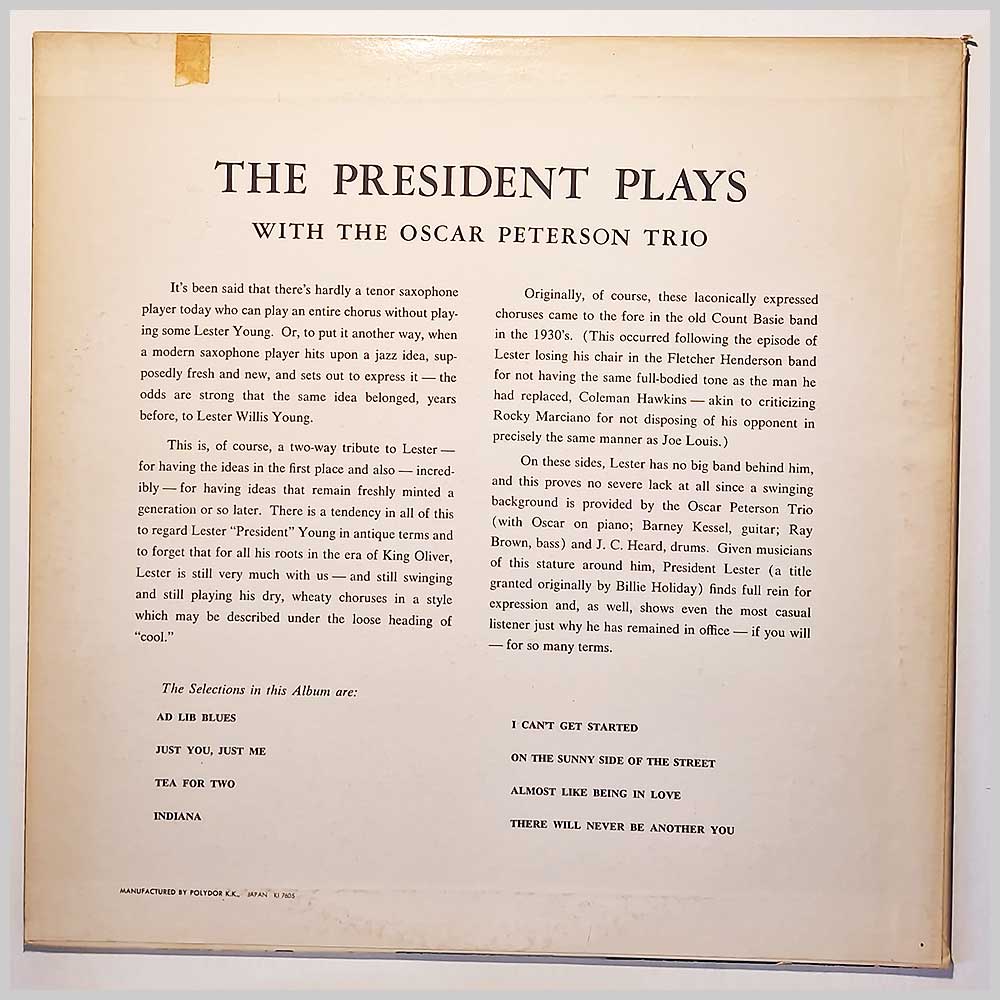 THE PRESIDENT PLAYS
WITH THE OSCAR PETERSON TRIO
It's been said that there's hardly a tenor saxophone
player today who can play an entire chorus without play-
ing some Lester Young. Or, to put it another way, when
a modern saxophone player hits upon a jazz idea, sup-
posedly fresh and new, and sets out to express it — the
odds are strong that the same idea belonged, years
before, to Lester Willis Young.
This is, of course, a two-way tribute to Lester —
for having the ideas in the first place and also — incred-
ibly — for having ideas that remain freshly minted a
generation or so later. There is a tendency in all of this
to regard Lester “President” Young in antique terms and
to forget that for all his roots in the era of King Oliver,
Lester is still very much with us — and still swinging
and still playing his dry, wheaty choruses in a style
which may be described under the loose heading of
“cool.”
Originally, of course, these laconically expressed
choruses came to the fore in the old Count Basie band
in the 1930's. (This occurred following the episode of
Lester losing his chair in the Fletcher Henderson band
for not having the same full-bodied tone as the man he
had replaced, Coleman Hawkins — akin to criticizing
Rocky Marciano for not disposing of his opponent in
precisely the same manner as Joe Louis.)
On these sides, Lester has no big band behind him,
and this proves no severe lack at all since a swinging
background is provided by the Oscar Peterson Trio
(with Oscar on piano; Barney Kessel, guitar; Ray
Brown, bass) and J. C. Heard, drums. Given musicians
of this stature around him, President Lester (a title
granted originally by Billie Holiday) finds full rein for
expression and, as well, shows even the most casual
listener just why he has remained in office — if you will
— for so many terms.
The Selections in this Album are:
AD LIB BLUES
JUST YOU, JUST ME
TEA FOR TWO
INDIANA
I CAN'T GET STARTED
ON THE SUNNY SIDE OF THE STREET
ALMOST LIKE BEING IN LOVE
THERE WILL NEVER BE ANOTHER YOU
MANUFACTURED BY POLYDOR K.K., JAPAN KI 7605